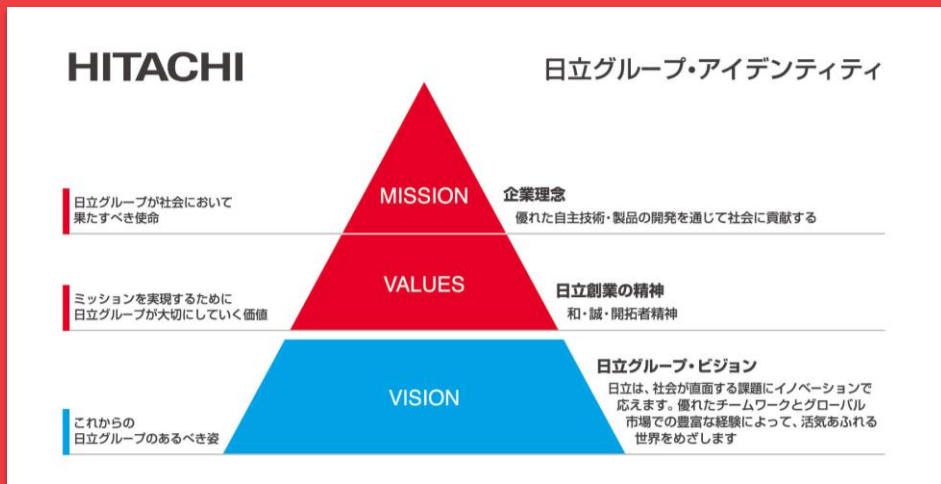 HITACHI
日立グループ・アイデンティティ
日立グループが社会において
果たすべき使命
MISSION
企業理念
優れた自主技術・製品の開発を通じて社会に貢献する
ミッションを実現するために
日立グループが大切にしていく価値
VALUES
日立創業の精神
和・誠・開拓者精神
これからの
日立グループのあるべき姿
VISION
日立グループ・ビジョン
日立は、社会が直面する課題にイノベーションで
応えます。優れたチームワークとグローバル
市場での豊富な経験によって、活気あふれる
世界をめざします